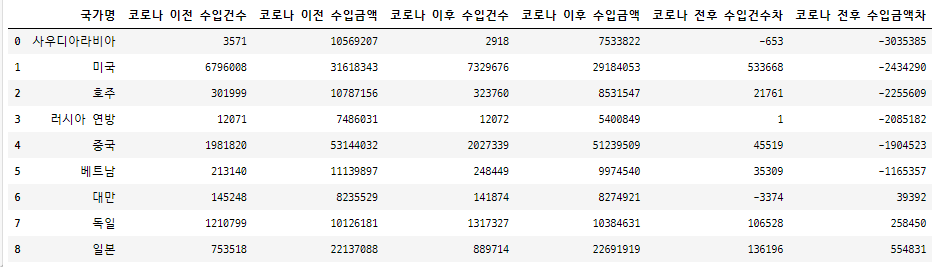 국가명 코로나 이전 수입건수 코로나 이전 수입금액 코로나 이후 수입건수 코로나 이후 수입금액 코로나 전후 수입건수차 코로나 전후 수입금액차
0 사우디아라비아 3571 10569207 2918 7533822 -653 -3035385
1 미국 6796008 31618343 7329676 29184053 533668 -2434290
2 호주 301999 10787156 323760 8531547 21761 -2255609
3 러시아 연방 12071 7486031 12072 5400849 1 -2085182
4 중국 1981820 53144032 2027339 51239509 45519 -1904523
5 베트남 213140 11139897 248449 9974540 35309 -1165357
6 대만 145248 8235529 141874 8274921 -3374 39392
7 독일 1210799 10126181 1317327 10384631 106528 258450
8 일본 753518 22137088 889714 22691919 136196 554831